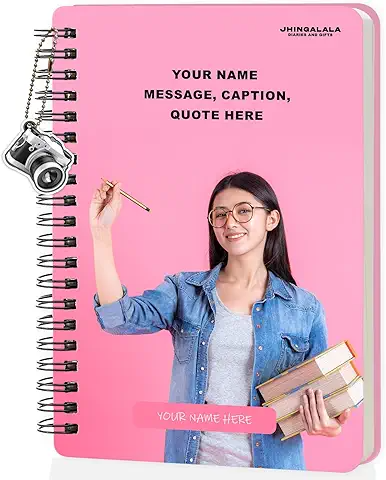 JHINGALALA
DIARIES AND GIFTS
YOUR NAME
MESSAGE, CAPTION,
QUOTE HERE
YOUR NAME HERE